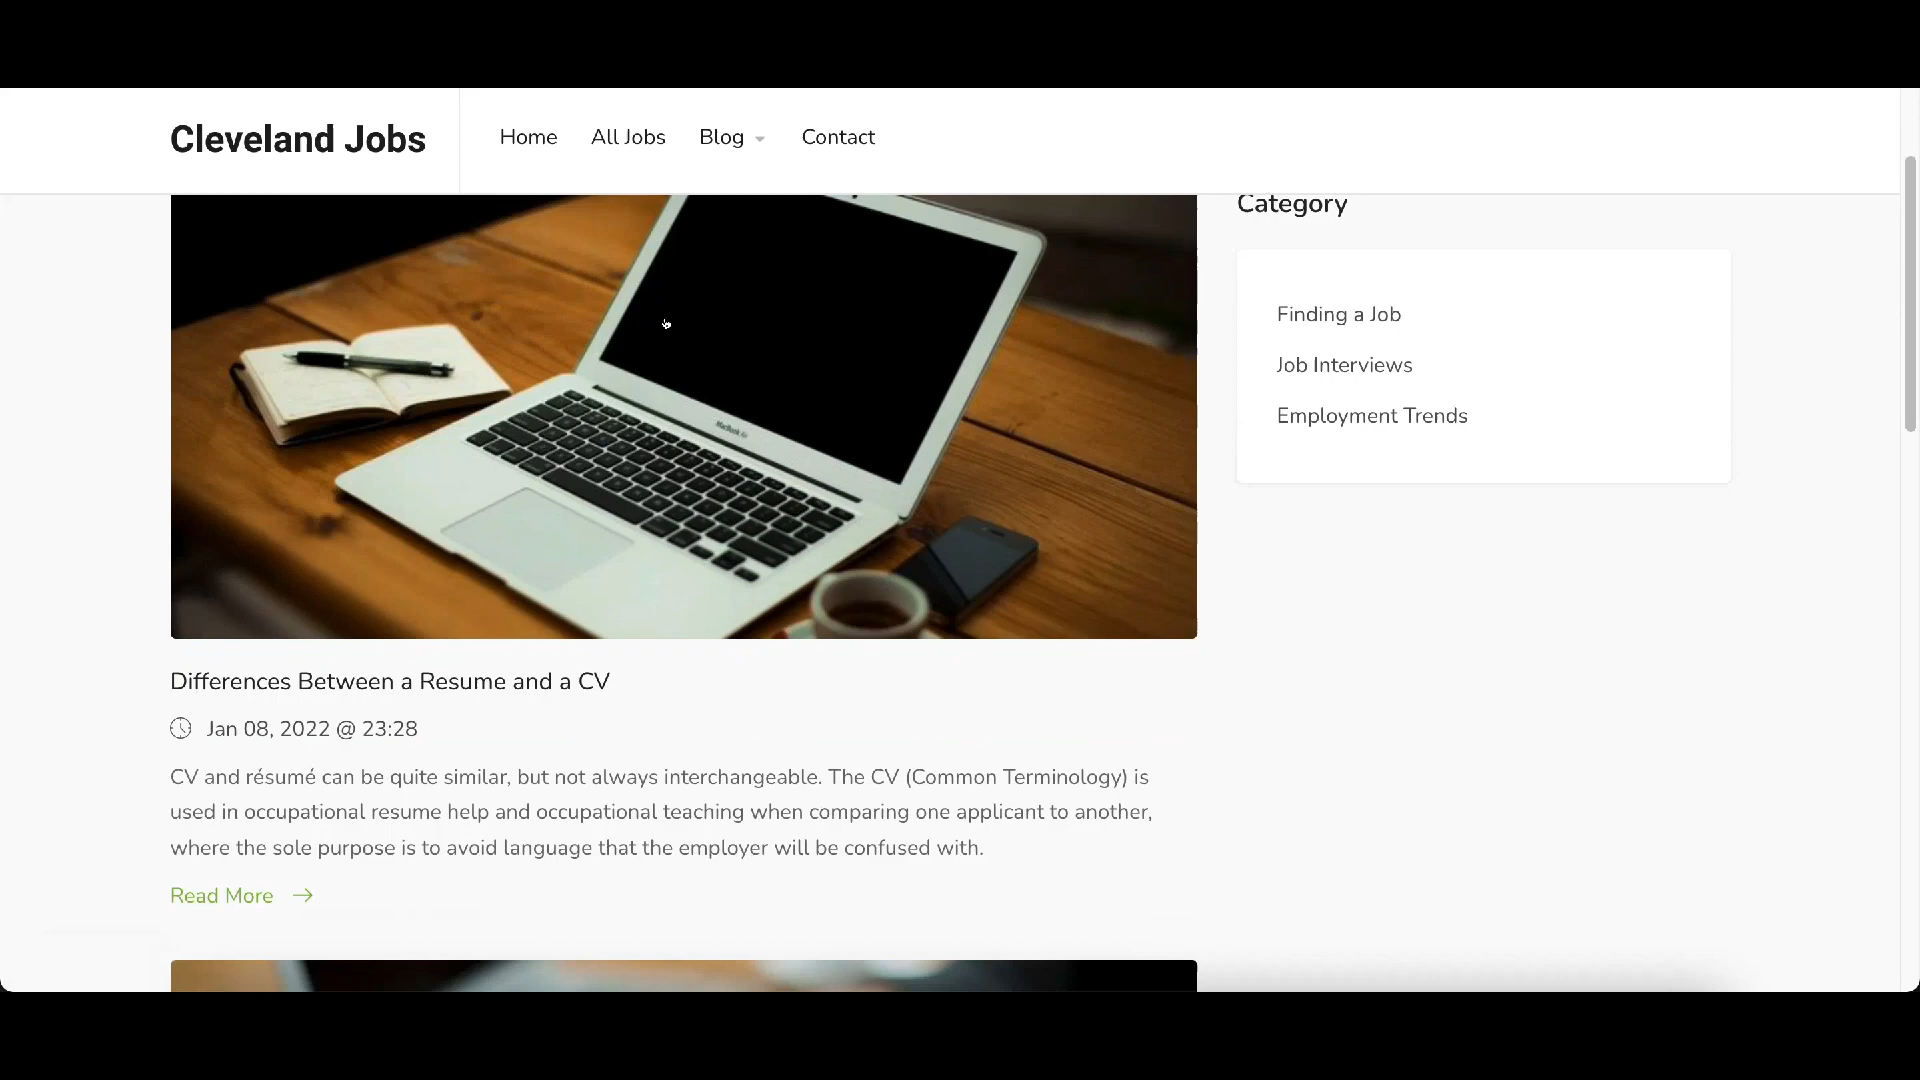 Cleveland Jobs
Home
All Jobs
Blog
Contact
Category
Finding a Job
Job Interviews
Employment Trends
MacBook Air
Differences Between a Resume and a CV
Jan 08, 2022 @ 23:28
CV and résumé can be quite similar, but not always interchangeable. The CV (Common Terminology) is
used in occupational resume help and occupational teaching when comparing one applicant to another,
where the sole purpose is to avoid language that the employer will be confused with.
Read More